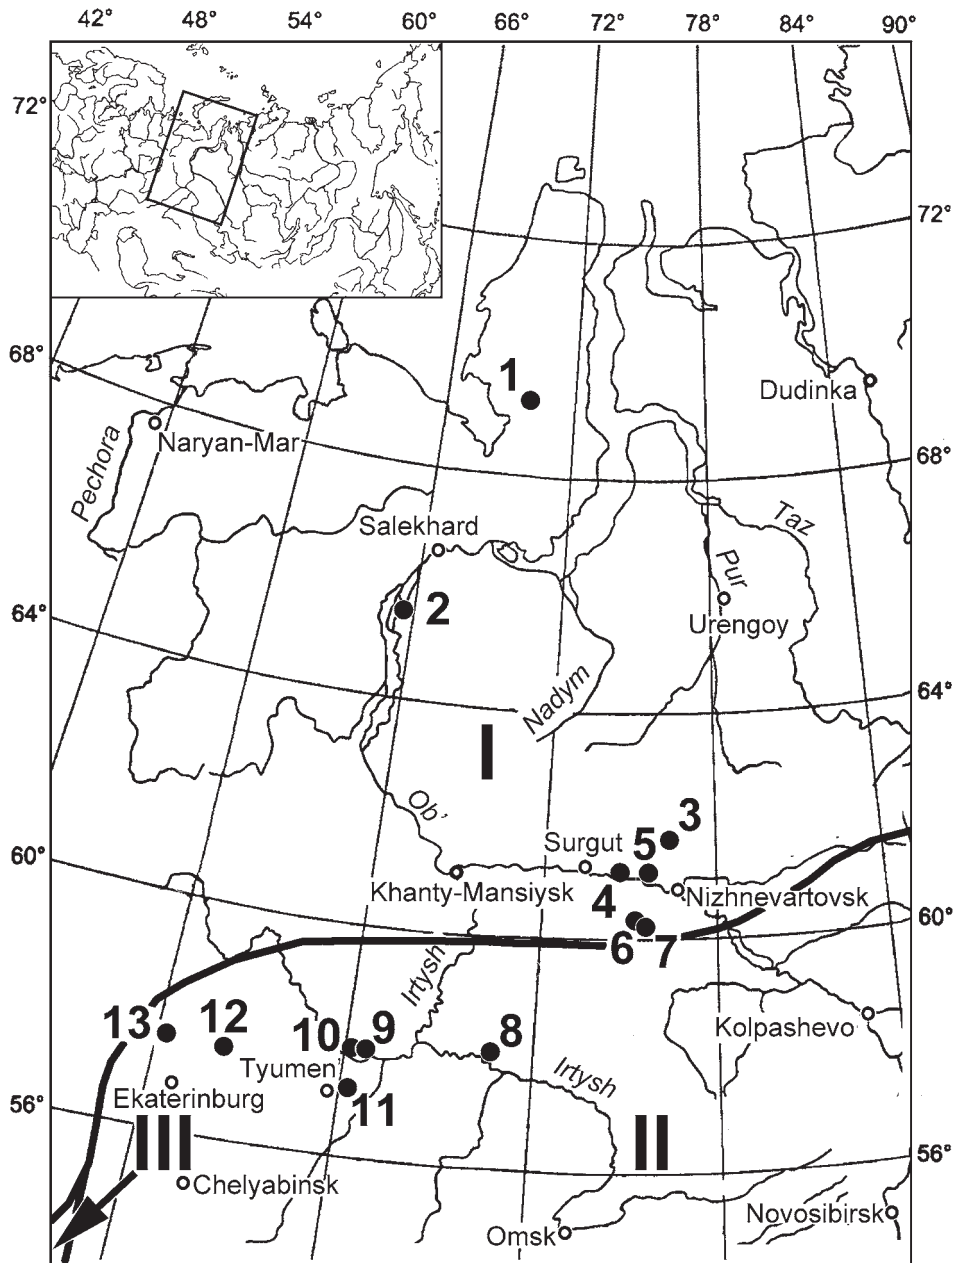 42° 48° 54° 60° 66° 72° 78° 84° 90°
72°
72°
68°
1
Dudinka
Naryan-Mar
Pechora
68°
Salekhard
Taz
Pur
2
64°
Urengoy
Nadym
64°
I
Ob'
3
Surgut
5
60°
Khanty-Mansiysk
Nizhnevartovsk
4
60°
6
7
Irtysh
13
12
10
9
8
Kolpashevo
Tyumen'
Irtysh
56°
Ekaterinburg
11
III
II
56°
Chelyabinsk
Novosibirsk
Omsk